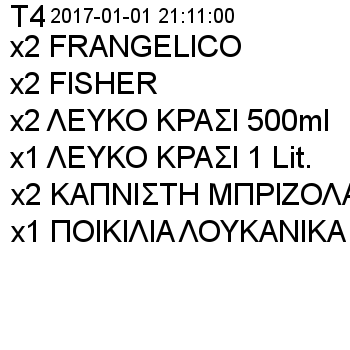 T4 2017-01-01 21:11:00
x2 FRANGELICO
x2 FISHER
x2 ΛΕΥΚΟ ΚΡΑΣΙ 500ml
x1 ΛΕΥΚΟ ΚΡΑΣΙ 1 Lit.
x2 ΚΑΠΝΙΣΤΗ ΜΠΡΙΖΟΛΑ
x1 ΠΟΙΚΙΛΙΑ ΛΟΥΚΑΝΙΚΑ